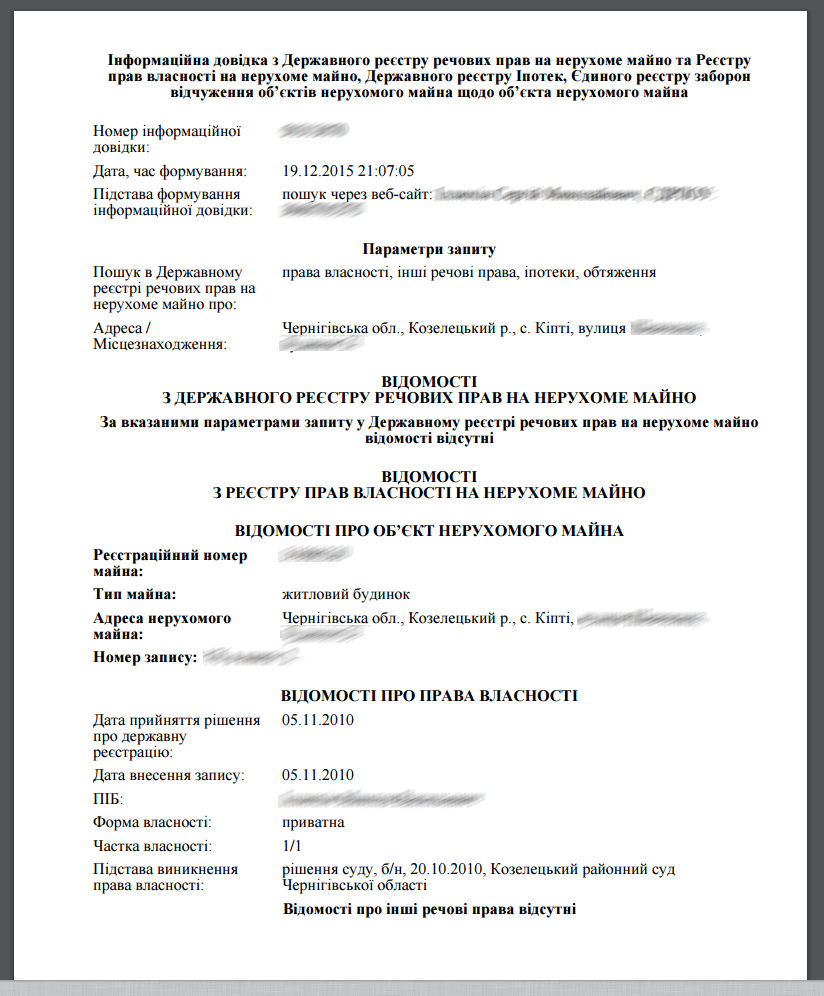 Інформаційна довідка з Державного реєстру речових прав на нерухоме майно та Реєстру
прав власності на нерухоме майно, Державного реєстру Іпотек, Єдиного реєстру заборон
відчуження об’єктів нерухомого майна щодо об’єкта нерухомого майна
Номер інформаційної
довідки:
Дата, час формування: 19.12.2015 21:07:05
Підстава формування пошук через веб-сайт:
інформаційної довідки:
Параметри запиту
Пошук в Державному права власності, інші речові права, іпотеки, обтяження
реєстрі речових прав на
нерухоме майно про:
Адреса / Чернігівська обл., Козелецький р., с. Кіпті, вулиця
Місцезнаходження:
ВІДОМОСТІ
З ДЕРЖАВНОГО РЕЄСТРУ РЕЧОВИХ ПРАВ НА НЕРУХОМЕ МАЙНО
За вказаними параметрами запиту у Державному реєстрі речових прав на нерухоме майно
відомості відсутні
ВІДОМОСТІ
З РЕЄСТРУ ПРАВ ВЛАСНОСТІ НА НЕРУХОМЕ МАЙНО
ВІДОМОСТІ ПРО ОБ’ЄКТ НЕРУХОМОГО МАЙНА
Реєстраційний номер
майна:
Тип майна: житловий будинок
Адреса нерухомого Чернігівська обл., Козелецький р., с. Кіпті,
майна:
Номер запису:
ВІДОМОСТІ ПРО ПРАВА ВЛАСНОСТІ
Дата прийняття рішення 05.11.2010
про державну
реєстрацію:
Дата внесення запису: 05.11.2010
ПІБ:
Форма власності: приватна
Частка власності: 1/1
Підстава виникнення рішення суду, б/н, 20.10.2010, Козелецький районний суд
права власності: Чернігівської області
Відомості про інші речові права відсутні